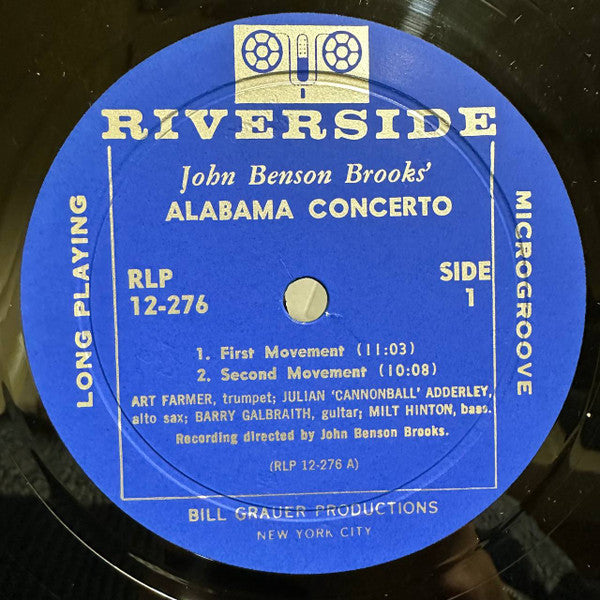 RIVERSIDE
John Benson Brooks'
ALABAMA CONCERTO
LONG PLAYING
MICROGROOVE
RLP
12-276
SIDE
1
1. First Movement (11:03)
2. Second Movement (10:08)
ART FARMER, trumpet; JULIAN 'CANNONBALL' ADDERLEY,
alto sax; BARRY GALBRAITH, guitar; MILT HINTON, bass.
Recording directed by John Benson Brooks.
(RLP 12-276 A)
BILL GRAUER PRODUCTIONS
NEW YORK CITY